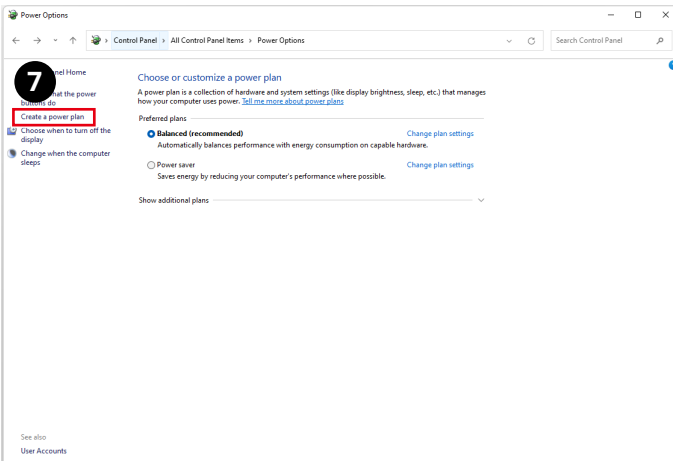 Power Options
Control Panel › All Control Panel Items › Power Options
Search Control Panel
7
nel Home
hat the power
buttons do
Create a power plan
Choose when to turn off the
display
Change when the computer
sleeps
Choose or customize a power plan
A power plan is a collection of hardware and system settings (like display brightness, sleep, etc.) that manages
how your computer uses power. Tell me more about power plans
Preferred plans
Balanced (recommended) Change plan settings
Automatically balances performance with energy consumption on capable hardware.
Power saver Change plan settings
Saves energy by reducing your computer's performance where possible.
Show additional plans
See also
User Accounts